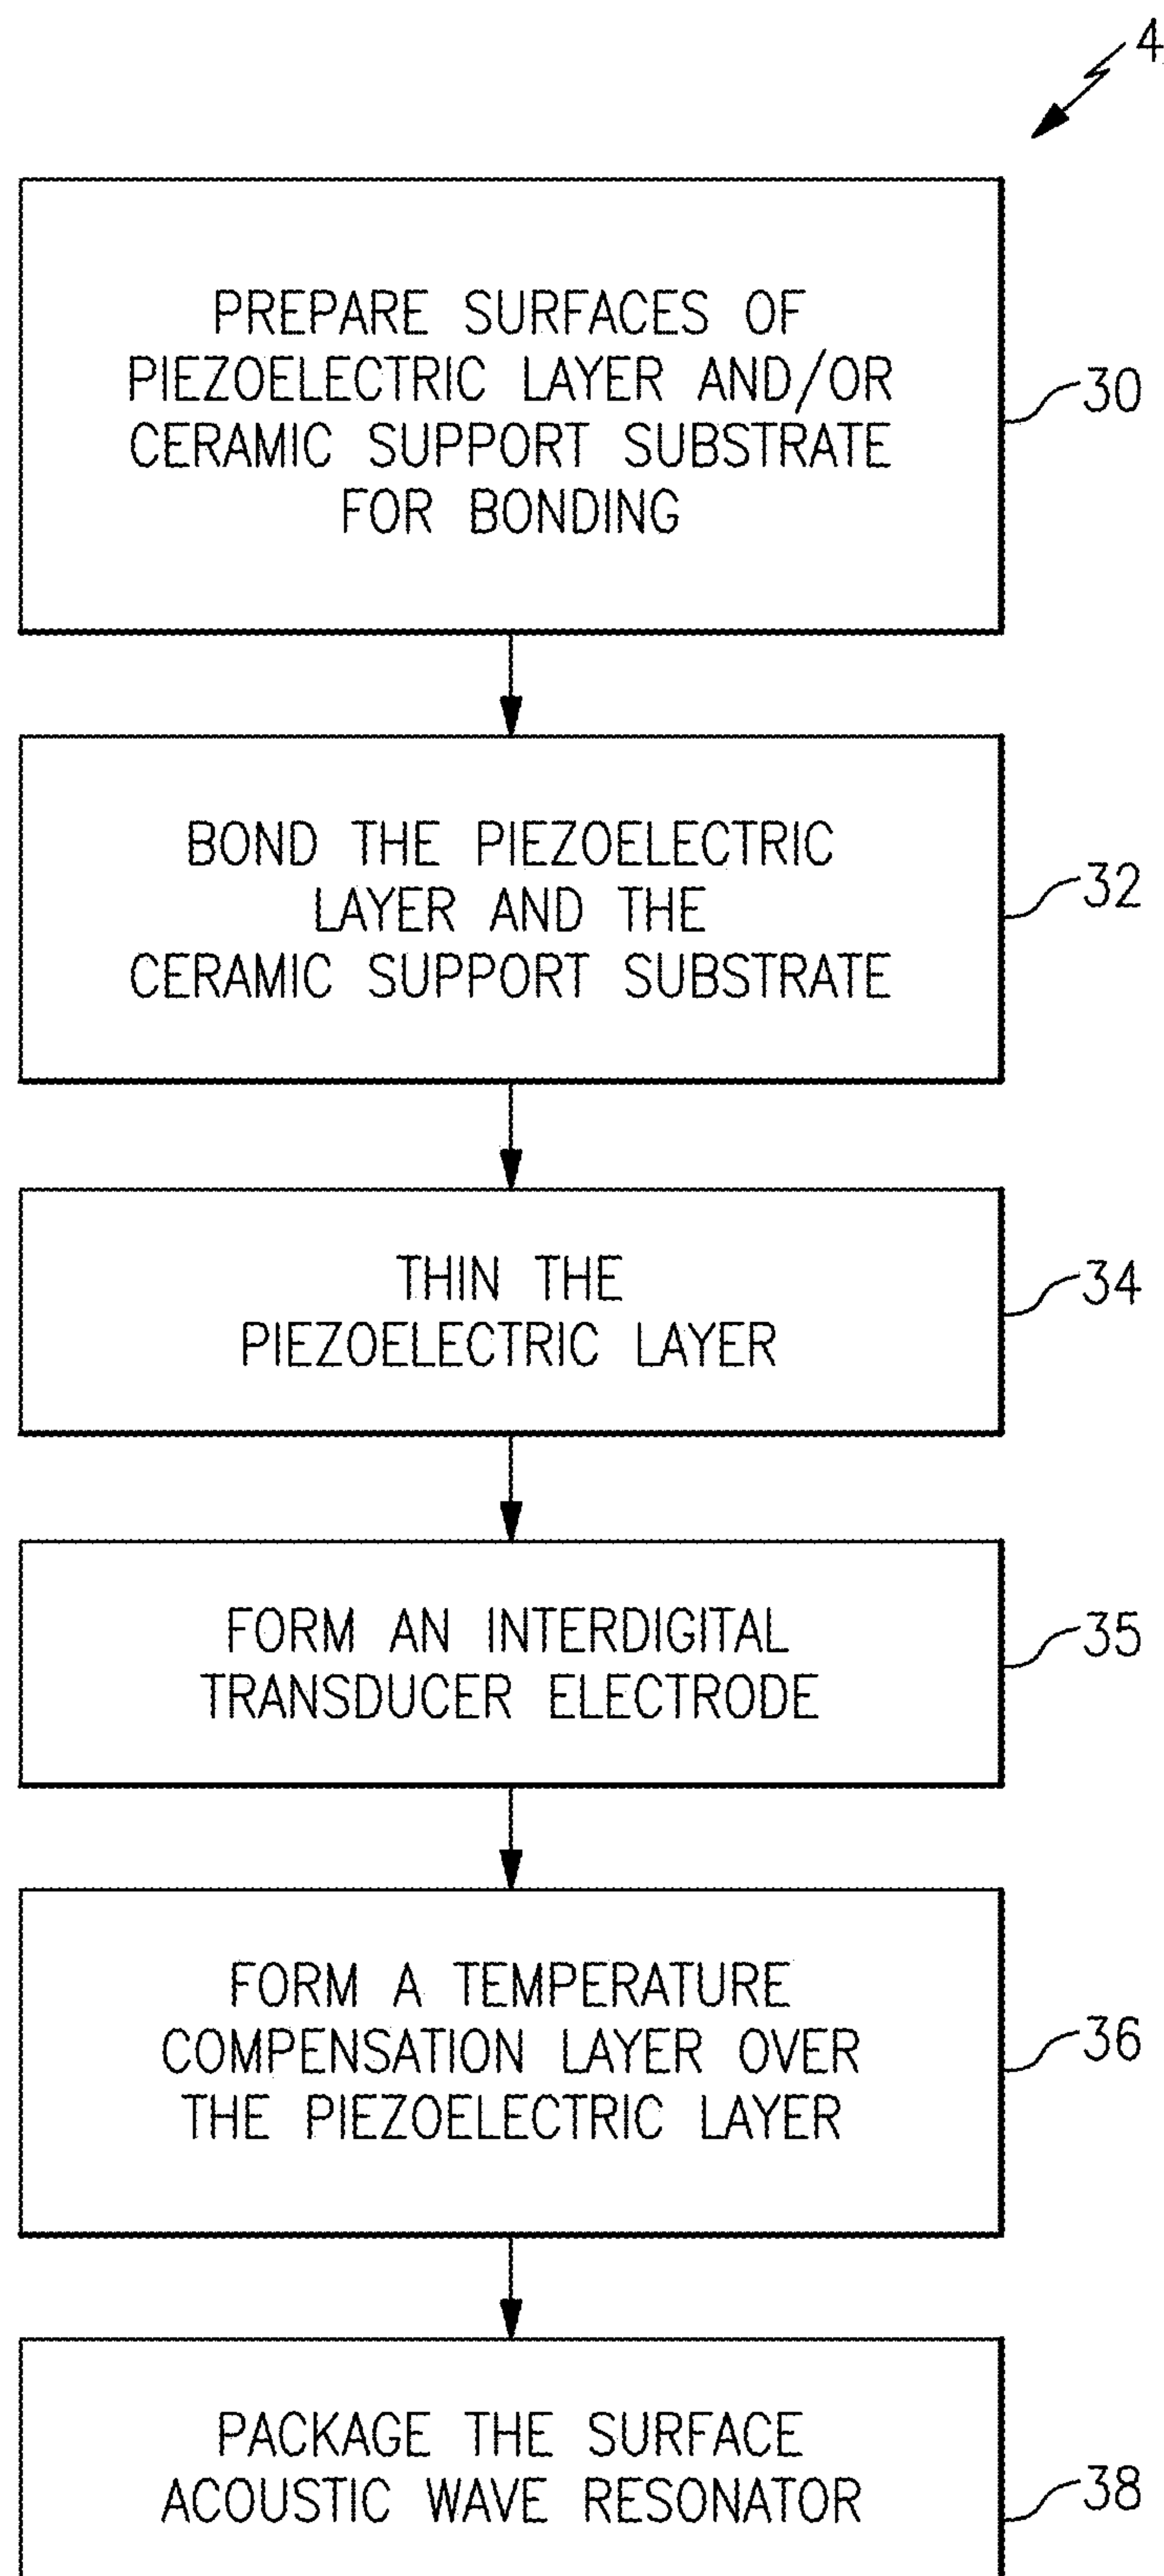 4
PREPARE SURFACES OF
PIEZOELECTRIC LAYER AND/OR
CERAMIC SUPPORT SUBSTRATE
FOR BONDING
30
BOND THE PIEZOELECTRIC
LAYER AND THE
CERAMIC SUPPORT SUBSTRATE
32
THIN THE
PIEZOELECTRIC LAYER
34
FORM AN INTERDIGITAL
TRANSDUCER ELECTRODE
35
FORM A TEMPERATURE
COMPENSATION LAYER OVER
THE PIEZOELECTRIC LAYER
36
PACKAGE THE SURFACE
ACOUSTIC WAVE RESONATOR
38